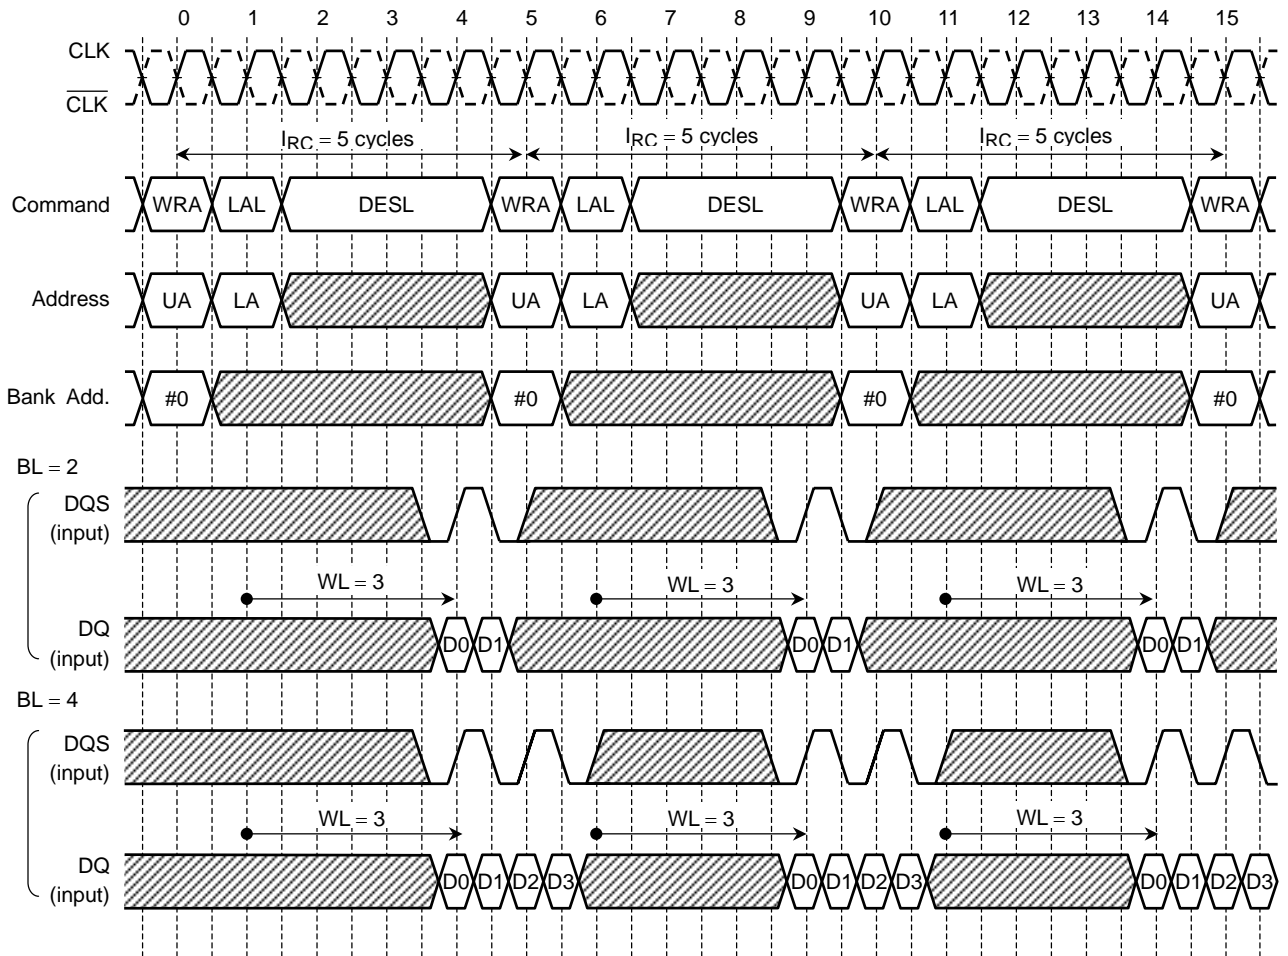 0 1 2 3 4 5 6 7 8 9 10 11 12 13 14 15
CLK
CLK
IRC = 5 cycles IRC = 5 cycles IRC = 5 cycles
Command WRA LAL DESL WRA LAL DESL WRA LAL DESL WRA
Address UA LA UA LA UA LA UA
Bank Add. #0 #0 #0 #0
BL = 2
DQS
(input)
WL = 3 WL = 3 WL = 3
DQ D0 D1 D0 D1 D0 D1
(input)
BL = 4
DQS
(input)
WL = 3 WL = 3 WL = 3
DQ D0 D1 D2 D3 D0 D1 D2 D3 D0 D1 D2 D3
(input)